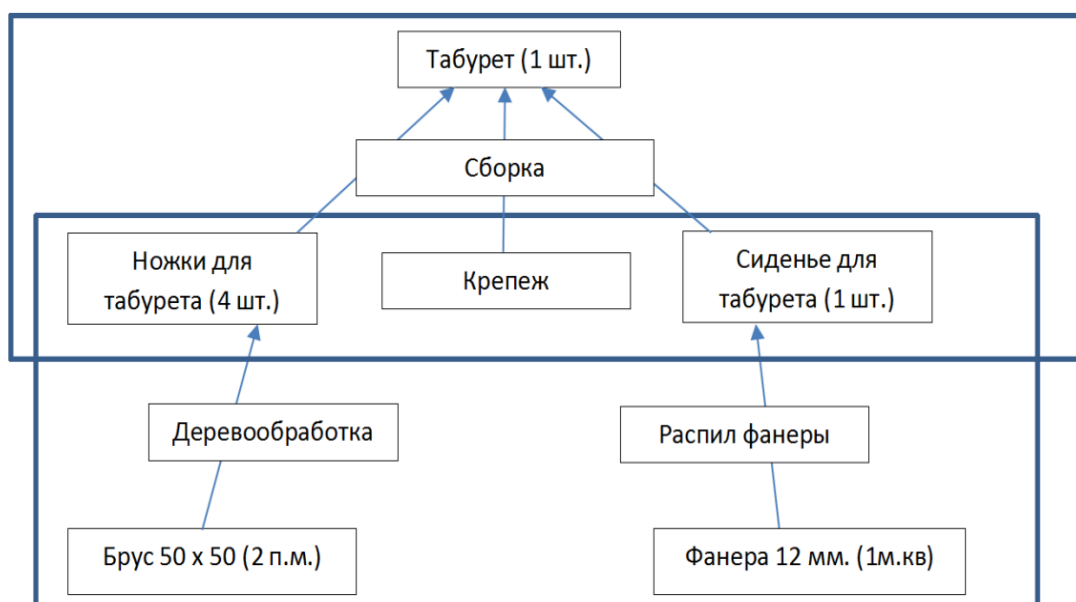 Табурет (1 шт.)
Сборка
Ножки для
табурета (4 шт.)
Крепеж
Сиденье для
табурета (1 шт.)
Деревообработка
Распил фанеры
Брус 50 х 50 (2 п.м.)
Фанера 12 мм. (1м.кв)